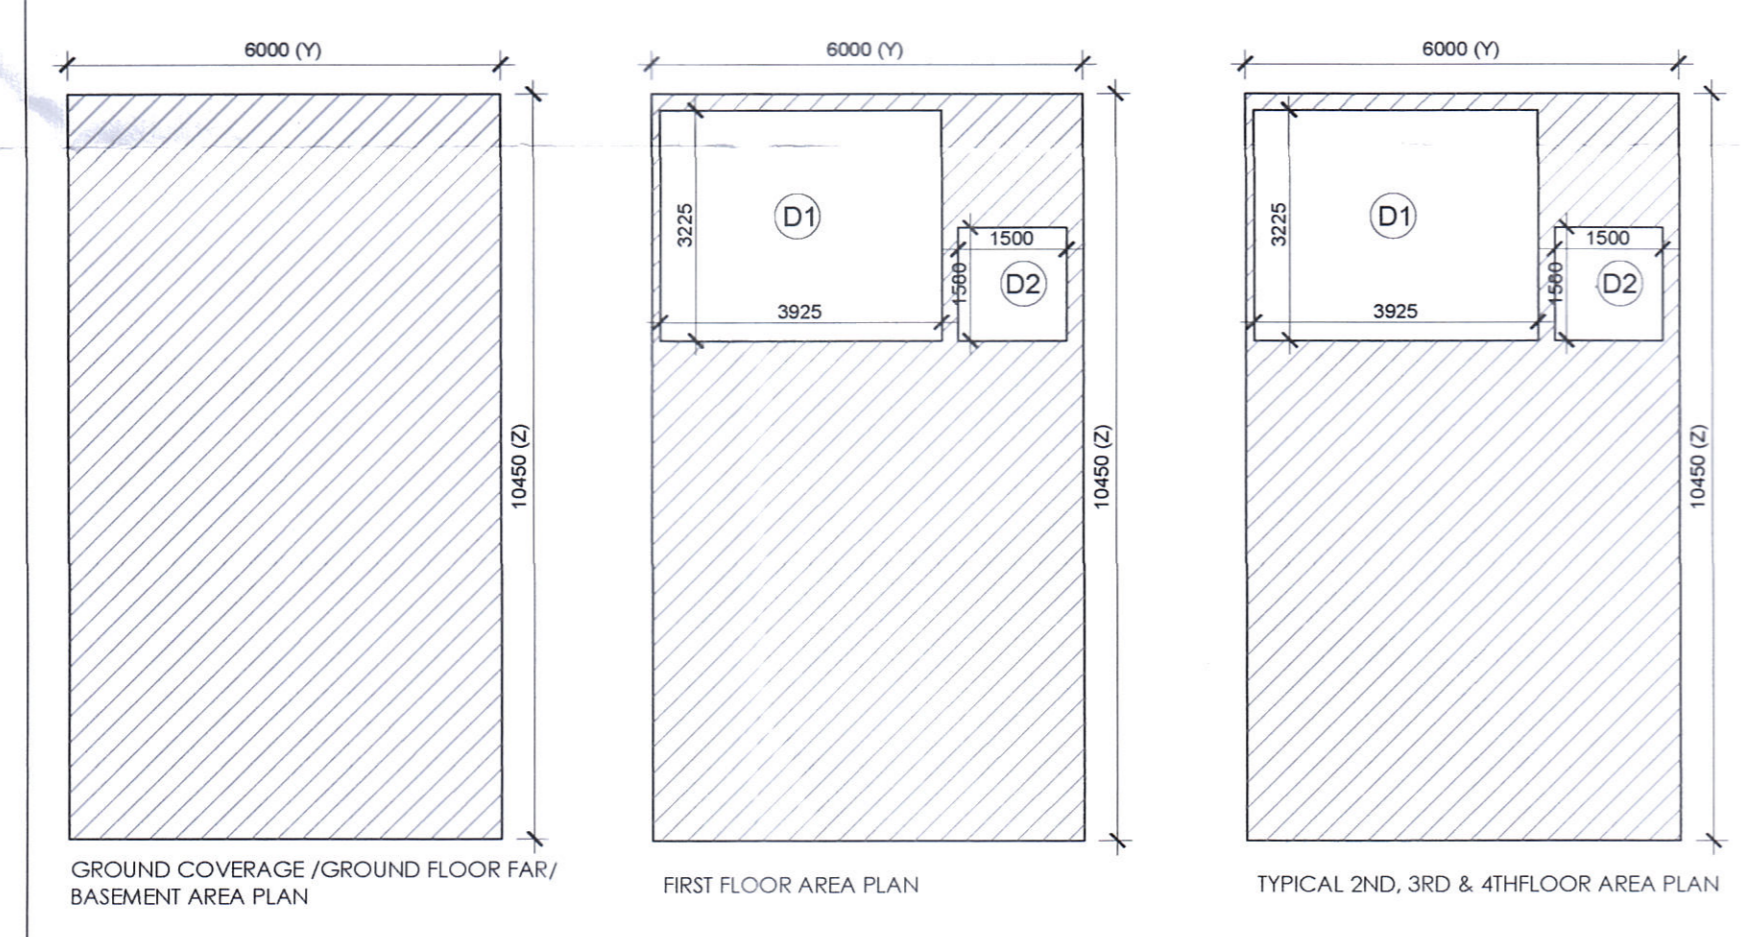 6000 (Y)
10450 (Z)
GROUND COVERAGE /GROUND FLOOR FAR/
BASEMENT AREA PLAN
6000 (Y)
3225
D1
3925
1500
1500
D2
10450 (Z)
FIRST FLOOR AREA PLAN
6000 (Y)
3225
D1
3925
1500
1500
D2
10450 (Z)
TYPICAL 2ND, 3RD & 4THFLOOR AREA PLAN